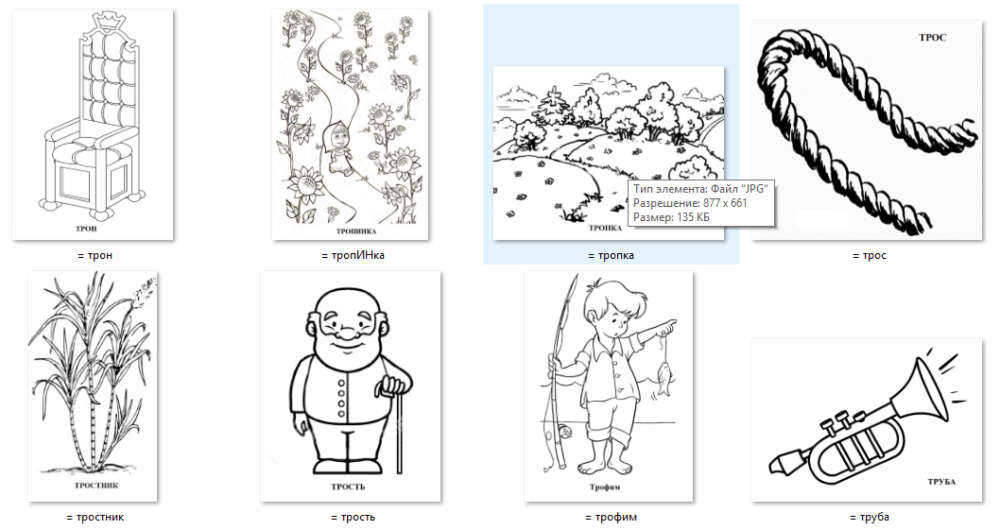 ТРОН
ТРОПИНКА
ТРОПКА
ТРОС
Тип элемента: Файл "JPG"
Разрешение: 877 x 661
Размер: 135 КБ
= трон
= тропИНка
= тропка
= трос
ТРОСТНИК
ТРОСТЬ
Трофим
ТРУБА
= тростник
= трость
= трофим
= труба